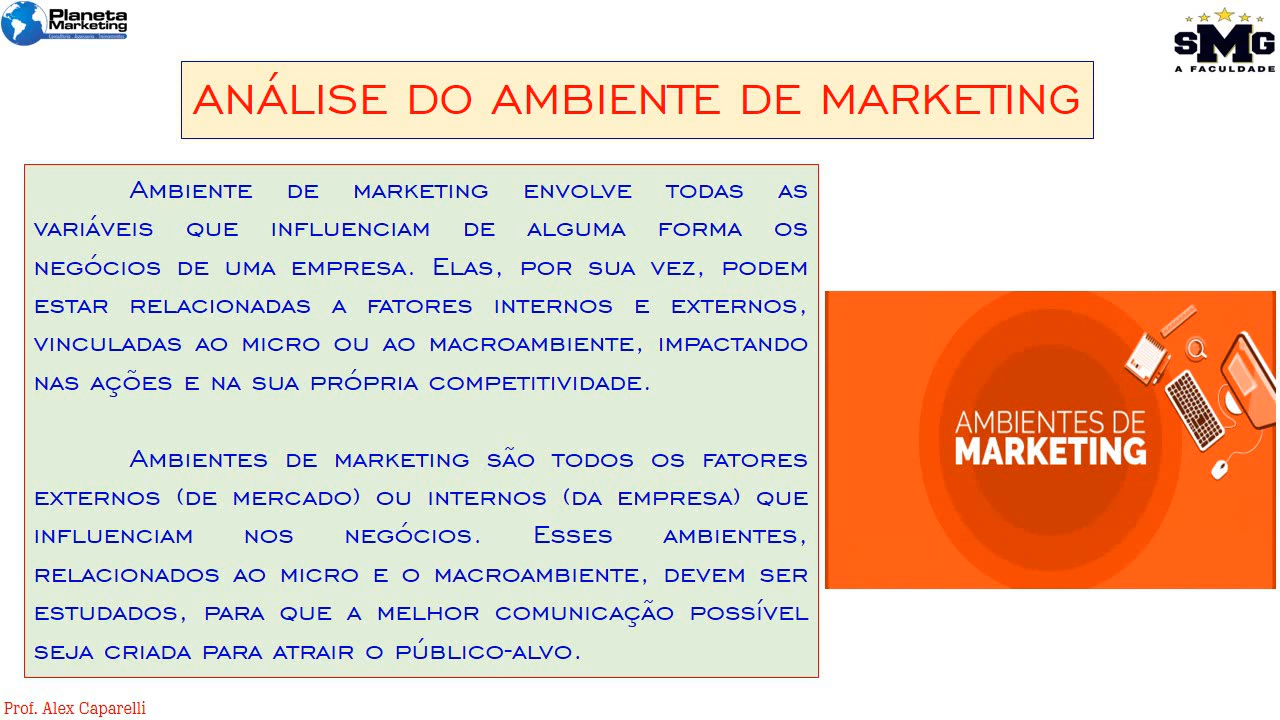 Planeta
Marketing
SMG
A FACULDADE
ANÁLISE DO AMBIENTE DE MARKETING
AMBIENTE DE MARKETING ENVOLVE TODAS AS
VARIÁVEIS QUE INFLUENCIAM DE ALGUMA FORMA OS
NEGÓCIOS DE UMA EMPRESA. ELAS, POR SUA VEZ, PODEM
ESTAR RELACIONADAS A FATORES INTERNOS E EXTERNOS,
VINCULADAS AO MICRO OU AO MACROAMBIENTE, IMPACTANDO
NAS AÇÕES E NA SUA PRÓPRIA COMPETITIVIDADE.
AMBIENTES DE MARKETING SÃO TODOS OS FATORES
EXTERNOS (DE MERCADO) OU INTERNOS (DA EMPRESA) QUE
INFLUENCIAM NOS NEGÓCIOS. ESSES AMBIENTES,
RELACIONADOS AO MICRO E O MACROAMBIENTE, DEVEM SER
ESTUDADOS, PARA QUE A MELHOR COMUNICAÇÃO POSSÍVEL
SEJA CRIADA PARA ATRAIR O PÚBLICO-ALVO.
AMBIENTES DE
MARKETING
Prof. Alex Caparelli